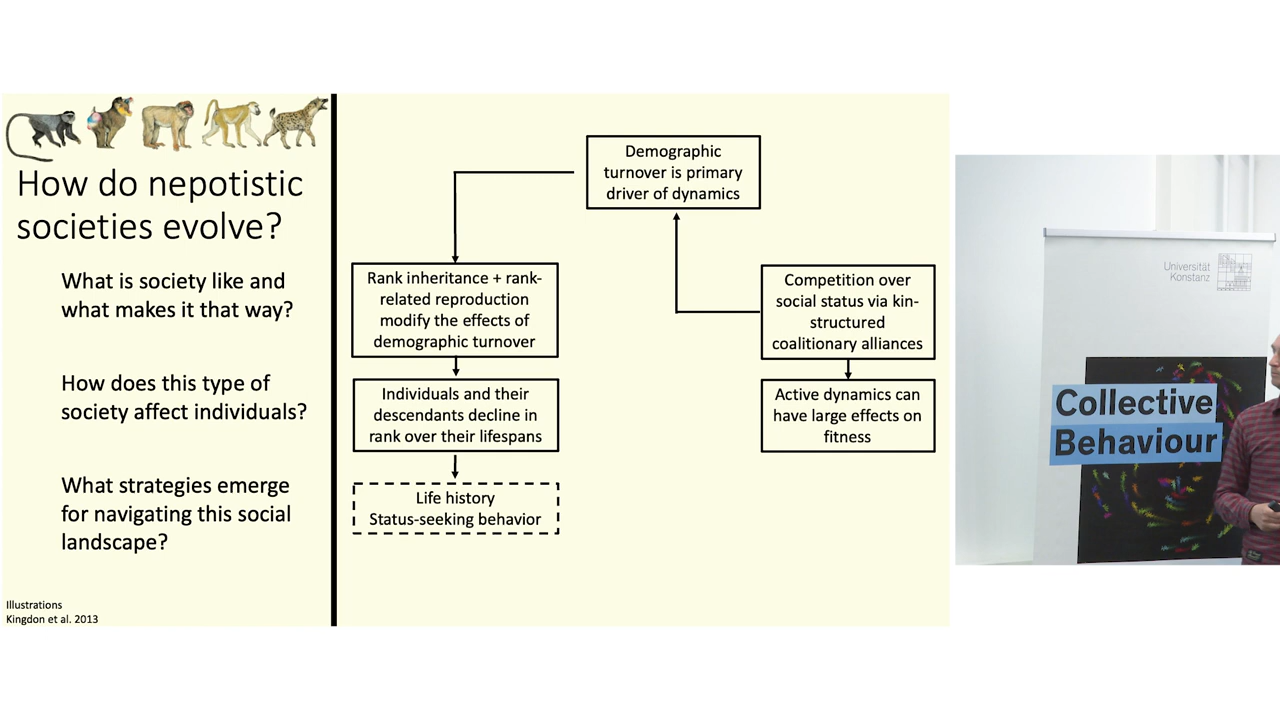 How do nepotistic
societies evolve?
What is society like and
what makes it that way?
How does this type of
society affect individuals?
What strategies emerge
for navigating this social
landscape?
Illustrations
Kingdon et al. 2013
Demographic
turnover is primary
driver of dynamics
Rank inheritance + rank-
related reproduction
modify the effects of
demographic turnover
Individuals and their
descendants decline in
rank over their lifespans
Life history
Status-seeking behavior
Competition over
social status via kin-
structured
coalitionary alliances
Active dynamics can
have large effects on
fitness
Universität
Konstanz
Collective
Behaviour